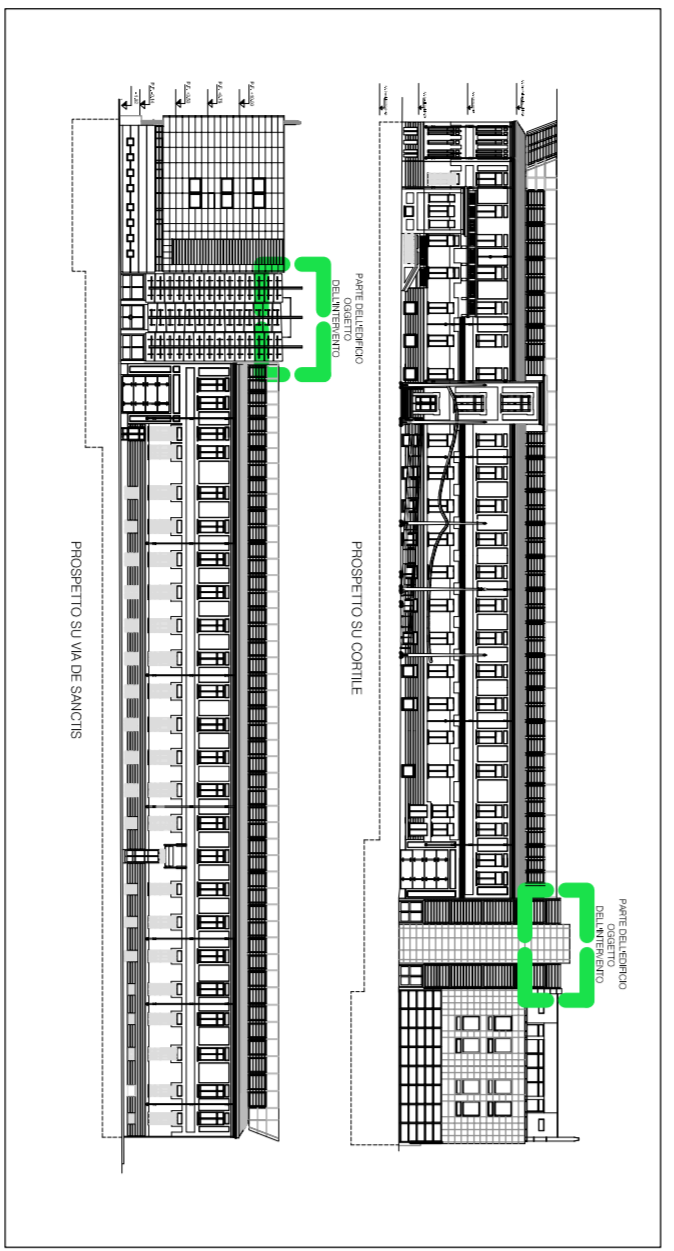 PARTE DELL'EDIFICIO
OGGETTO
DELL'INTERVENTO
PROSPETTO SU CORTILE
PARTE DELL'EDIFICIO
OGGETTO
DELL'INTERVENTO
PROSPETTO SU VIA DE SANCTIS